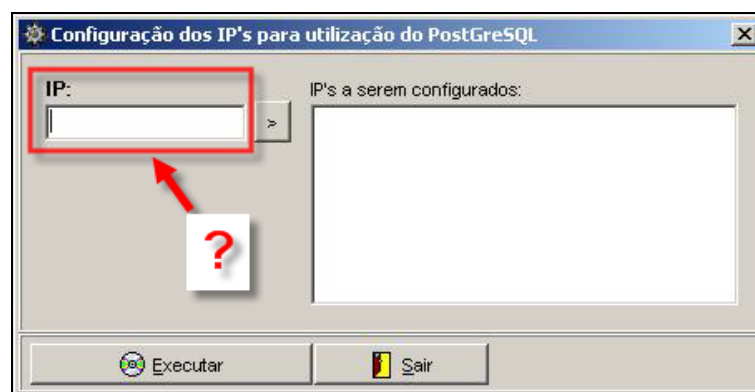 Configuração dos IP's para utilização do PostGreSQL
IP:
IP's a serem configurados:
>
?
Executar
Sair